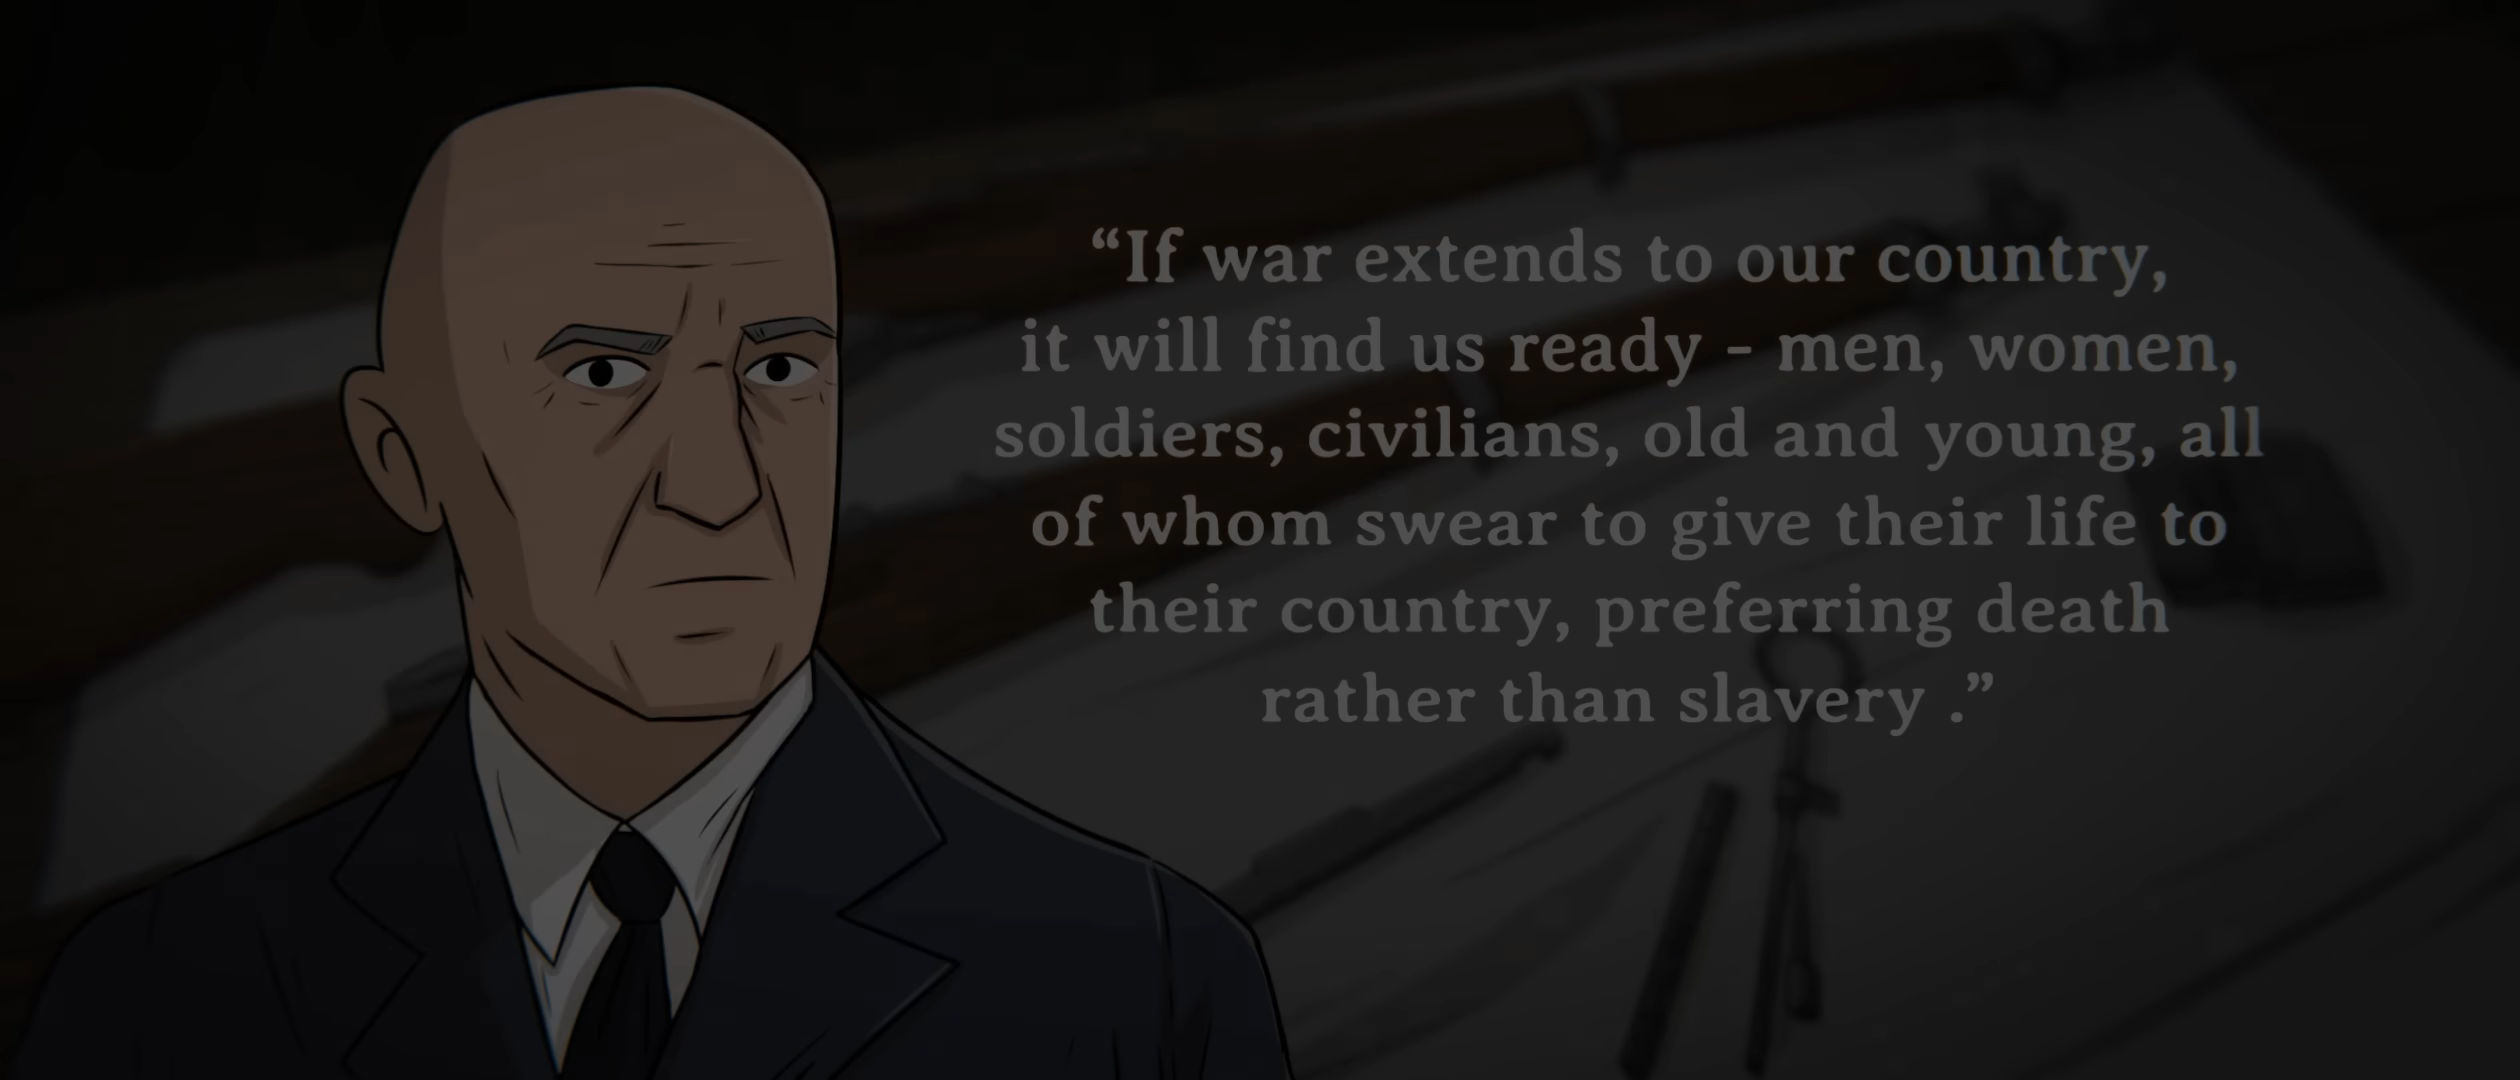 “If war extends to our country,
it will find us ready - men, women,
soldiers, civilians, old and young, all
of whom swear to give their life to
their country, preferring death
rather than slavery .”